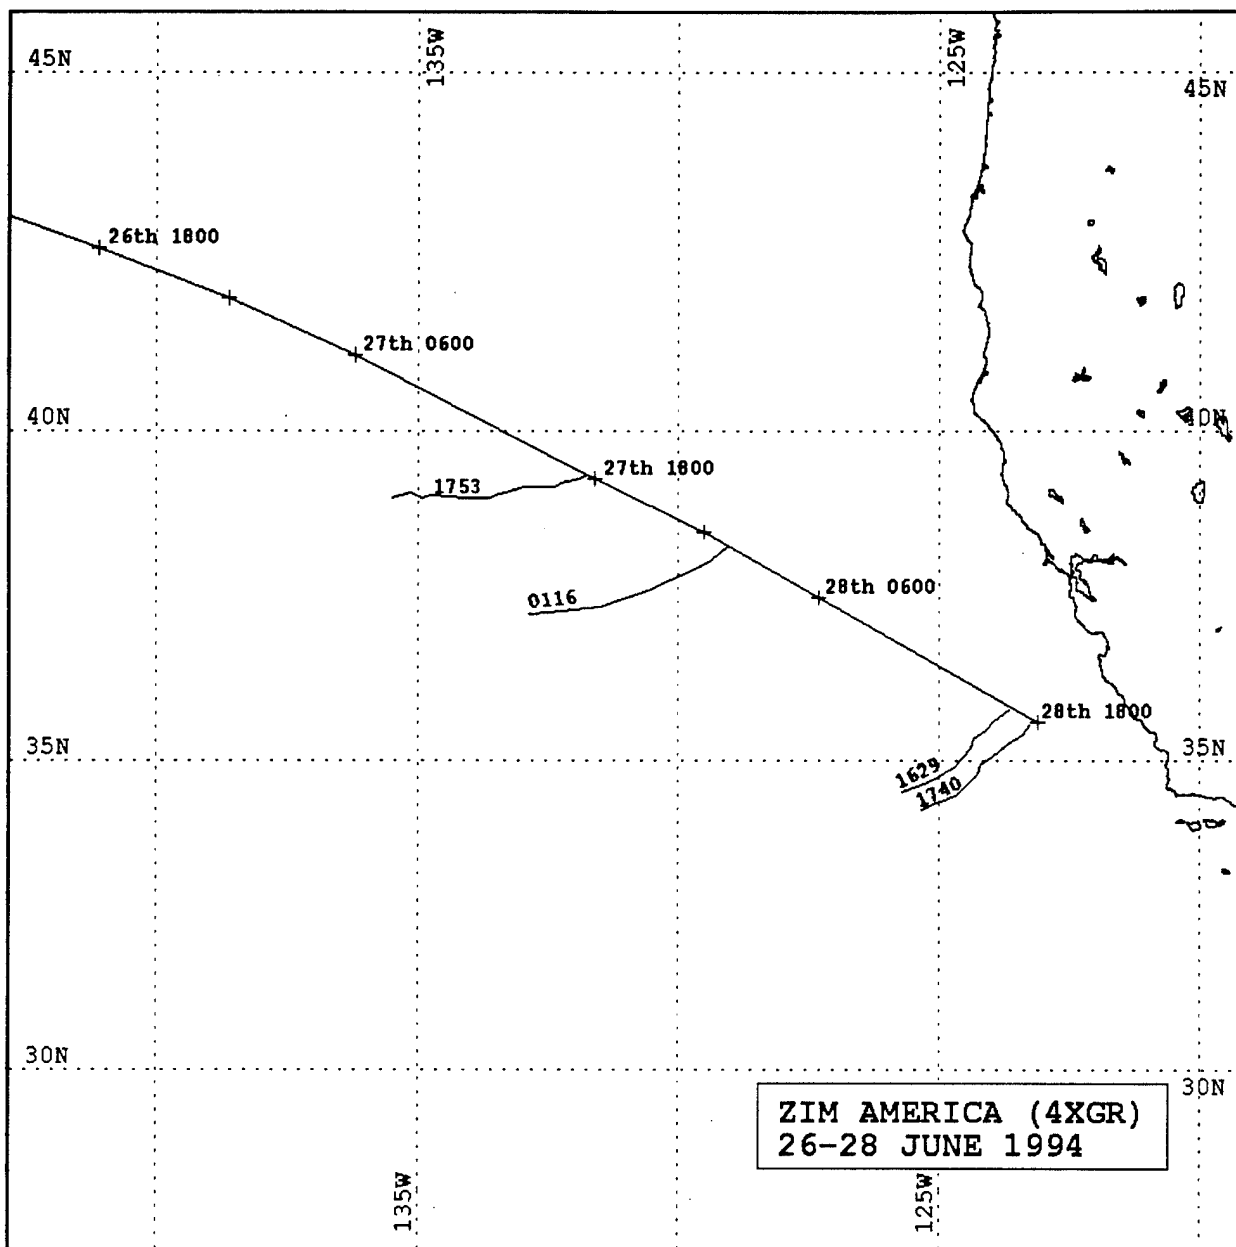 135W
125W
45N
45N
26th 1800
27th 0600
40N
40N
27th 1800
1753
28th 0600
0116
28th 1800
35N
35N
1629
1740
30N
30N
ZIM AMERICA (4XGR)
26-28 JUNE 1994
135W
125W